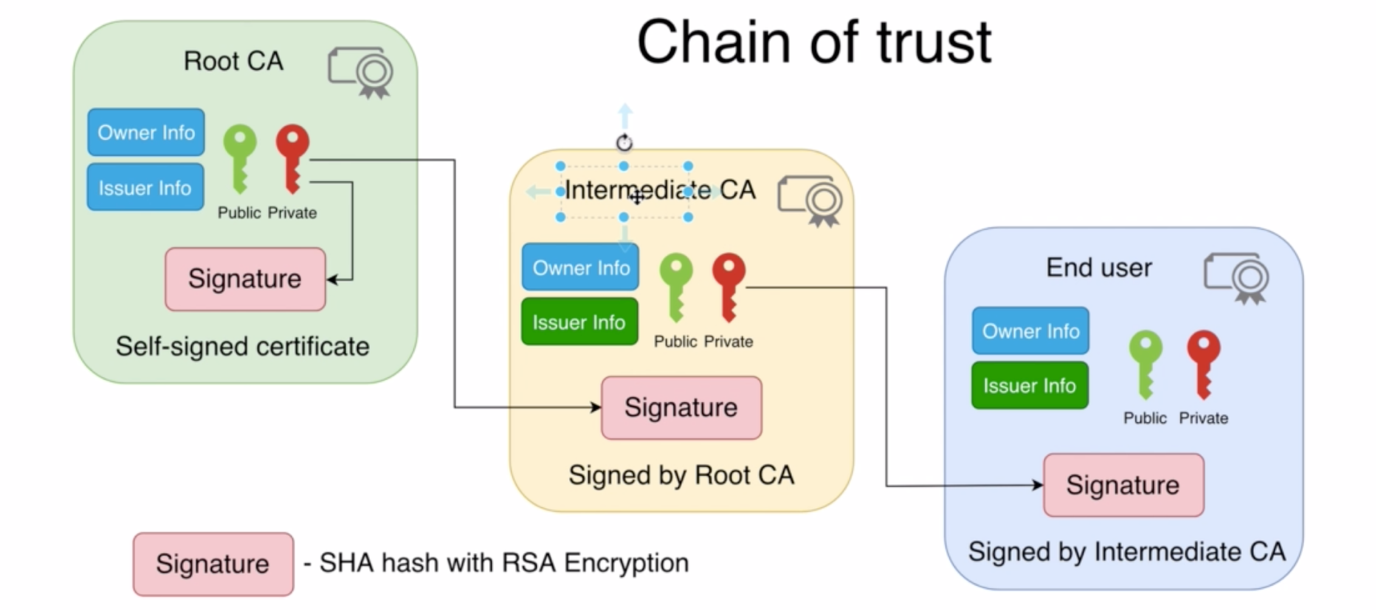 Chain of trust
Root CA
Owner Info
Issuer Info
Public Private
Signature
Self-signed certificate
Intermediate CA
Owner Info
Issuer Info
Public Private
Signature
Signed by Root CA
End user
Owner Info
Issuer Info
Public Private
Signature
Signed by Intermediate CA
Signature - SHA hash with RSA Encryption